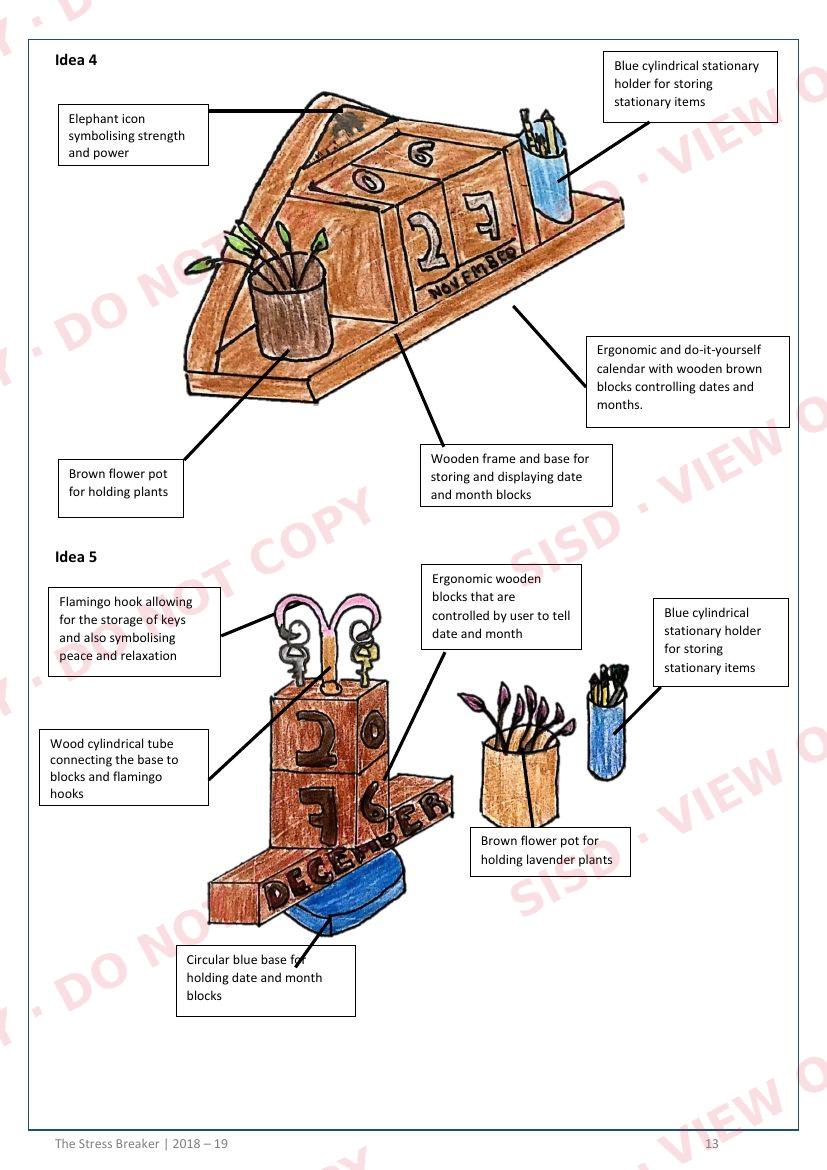 Idea 4
Blue cylindrical stationary
holder for storing
stationary items
Elephant icon
symbolising strength
and power
0
6
2 7
NOVEMBER
Ergonomic and do-it-yourself
calendar with wooden brown
blocks controlling dates and
months.
Wooden frame and base for
storing and displaying date
and month blocks
Brown flower pot
for holding plants
Idea 5
Ergonomic wooden
blocks that are
controlled by user to tell
date and month
Flamingo hook allowing
for the storage of keys
and also symbolising
peace and relaxation
Blue cylindrical
stationary holder
for storing
stationary items
Wood cylindrical tube
connecting the base to
blocks and flamingo
hooks
2 0
7 6
DECEMBER
Brown flower pot for
holding lavender plants
Circular blue base for
holding date and month
blocks
The Stress Breaker | 2018 – 19
13
Y · DO NOT COPY
SISD · VIEW O